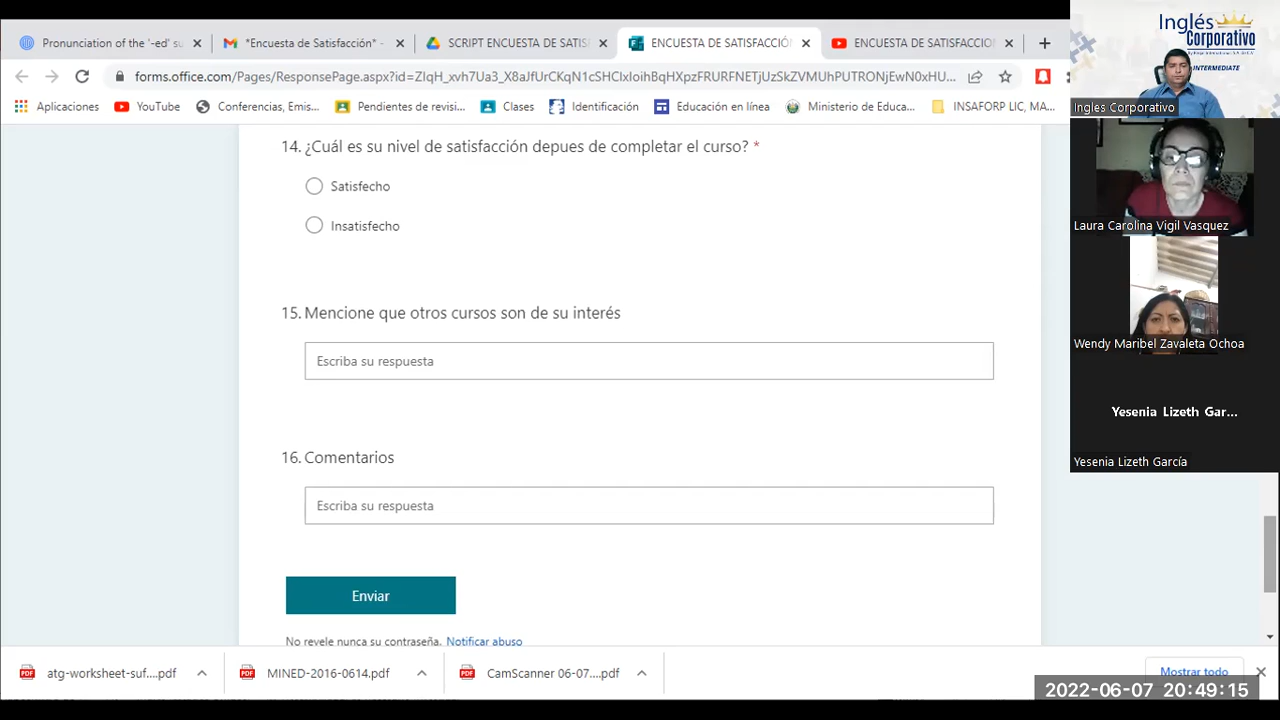 Pronunciation of the '-ed' su
*Encuesta de Satisfacción* -
SCRIPT ENCUESTA DE SATIS
ENCUESTA DE SATISFACCIÓN
ENCUESTA DE SATISFACCION
forms.office.com/Pages/ResponsePage.aspx?id=ZIqH_xvh7Ua3_X8aJfUrCKqN1cSHCIxIoihBqHXpzFRURFNETjUzSkZVMUhPUTRONjEwN0xHU...
Aplicaciones
YouTube
Conferencias, Emis...
Pendientes de revisi...
Clases
Identificación
Educación en línea
Ministerio de Educa...
INSAFORP LIC, MA...
14. ¿Cuál es su nivel de satisfacción depues de completar el curso? *
Satisfecho
Insatisfecho
15. Mencione que otros cursos son de su interés
Escriba su respuesta
16. Comentarios
Escriba su respuesta
Enviar
No revele nunca su contraseña. Notificar abuso
atg-worksheet-suf....pdf
MINED-2016-0614.pdf
CamScanner 06-07....pdf
Mostrar todo
Inglés
Corporativo
INTERMEDIATE
Ingles Corporativo
Laura Carolina Vigil Vasquez
Wendy Maribel Zavaleta Ochoa
Yesenia Lizeth Gar...
Yesenia Lizeth García
2022-06-07 20:49:15